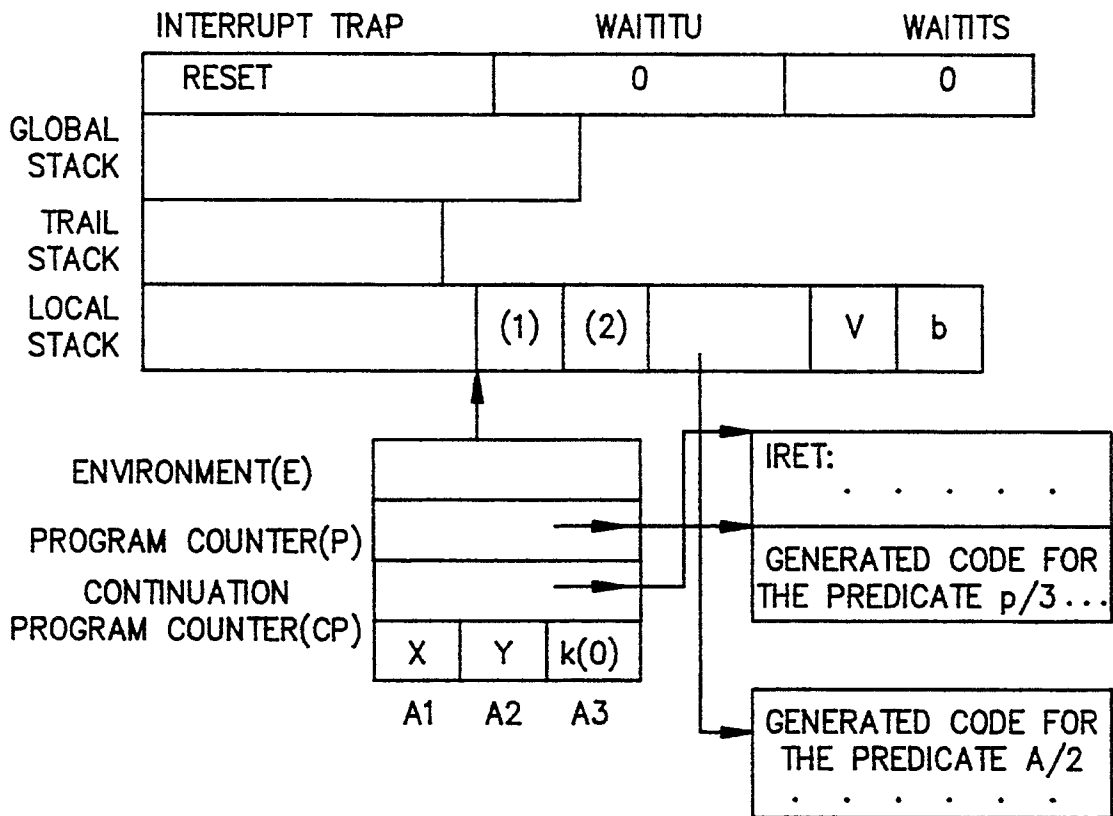 INTERRUPT TRAP WAITITU WAITITS
RESET 0 0
GLOBAL
STACK
TRAIL
STACK
LOCAL
STACK
(1) (2) V b
ENVIRONMENT(E)
PROGRAM COUNTER(P)
CONTINUATION
PROGRAM COUNTER(CP)
X Y k(0)
A1 A2 A3
IRET:
. . . . .
GENERATED CODE FOR
THE PREDICATE p/3...
GENERATED CODE FOR
THE PREDICATE A/2
. . . . . .